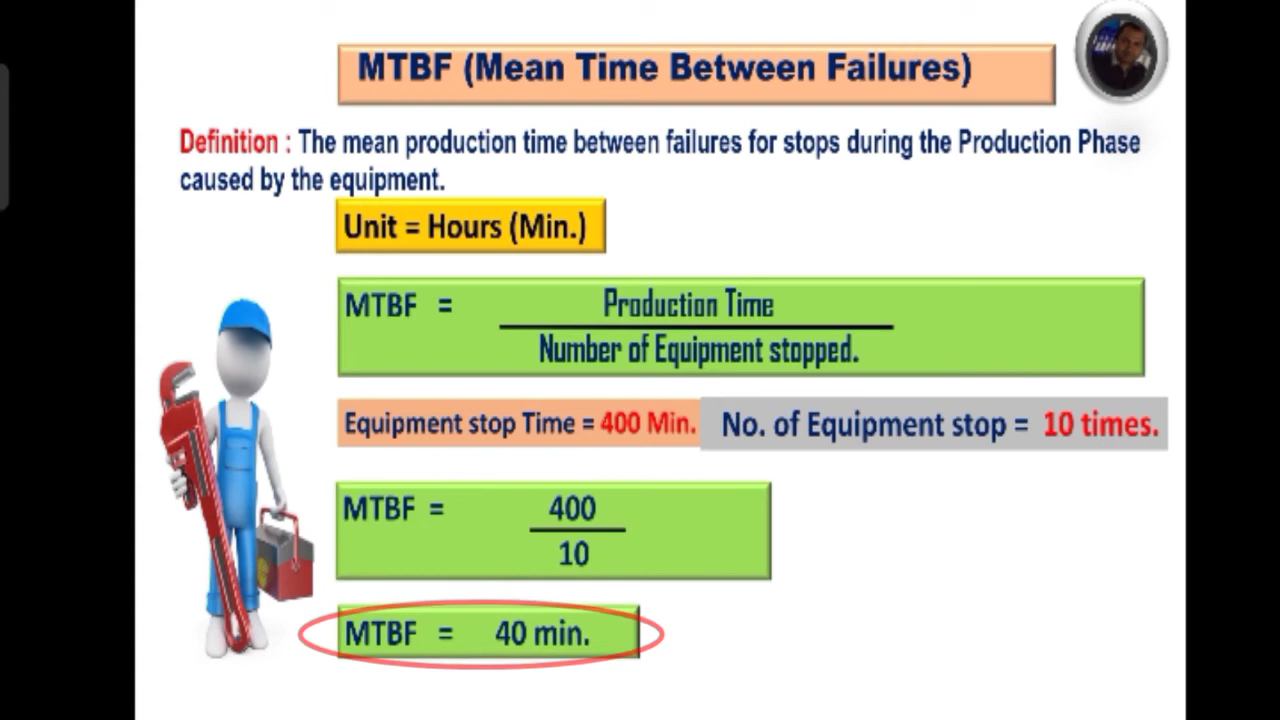 MTBF (Mean Time Between Failures)
Definition : The mean production time between failures for stops during the Production Phase
caused by the equipment.
Unit = Hours (Min.)
MTBF = Production Time
Number of Equipment stopped.
Equipment stop Time = 400 Min. No. of Equipment stop = 10 times.
MTBF = 400
10
MTBF = 40 min.